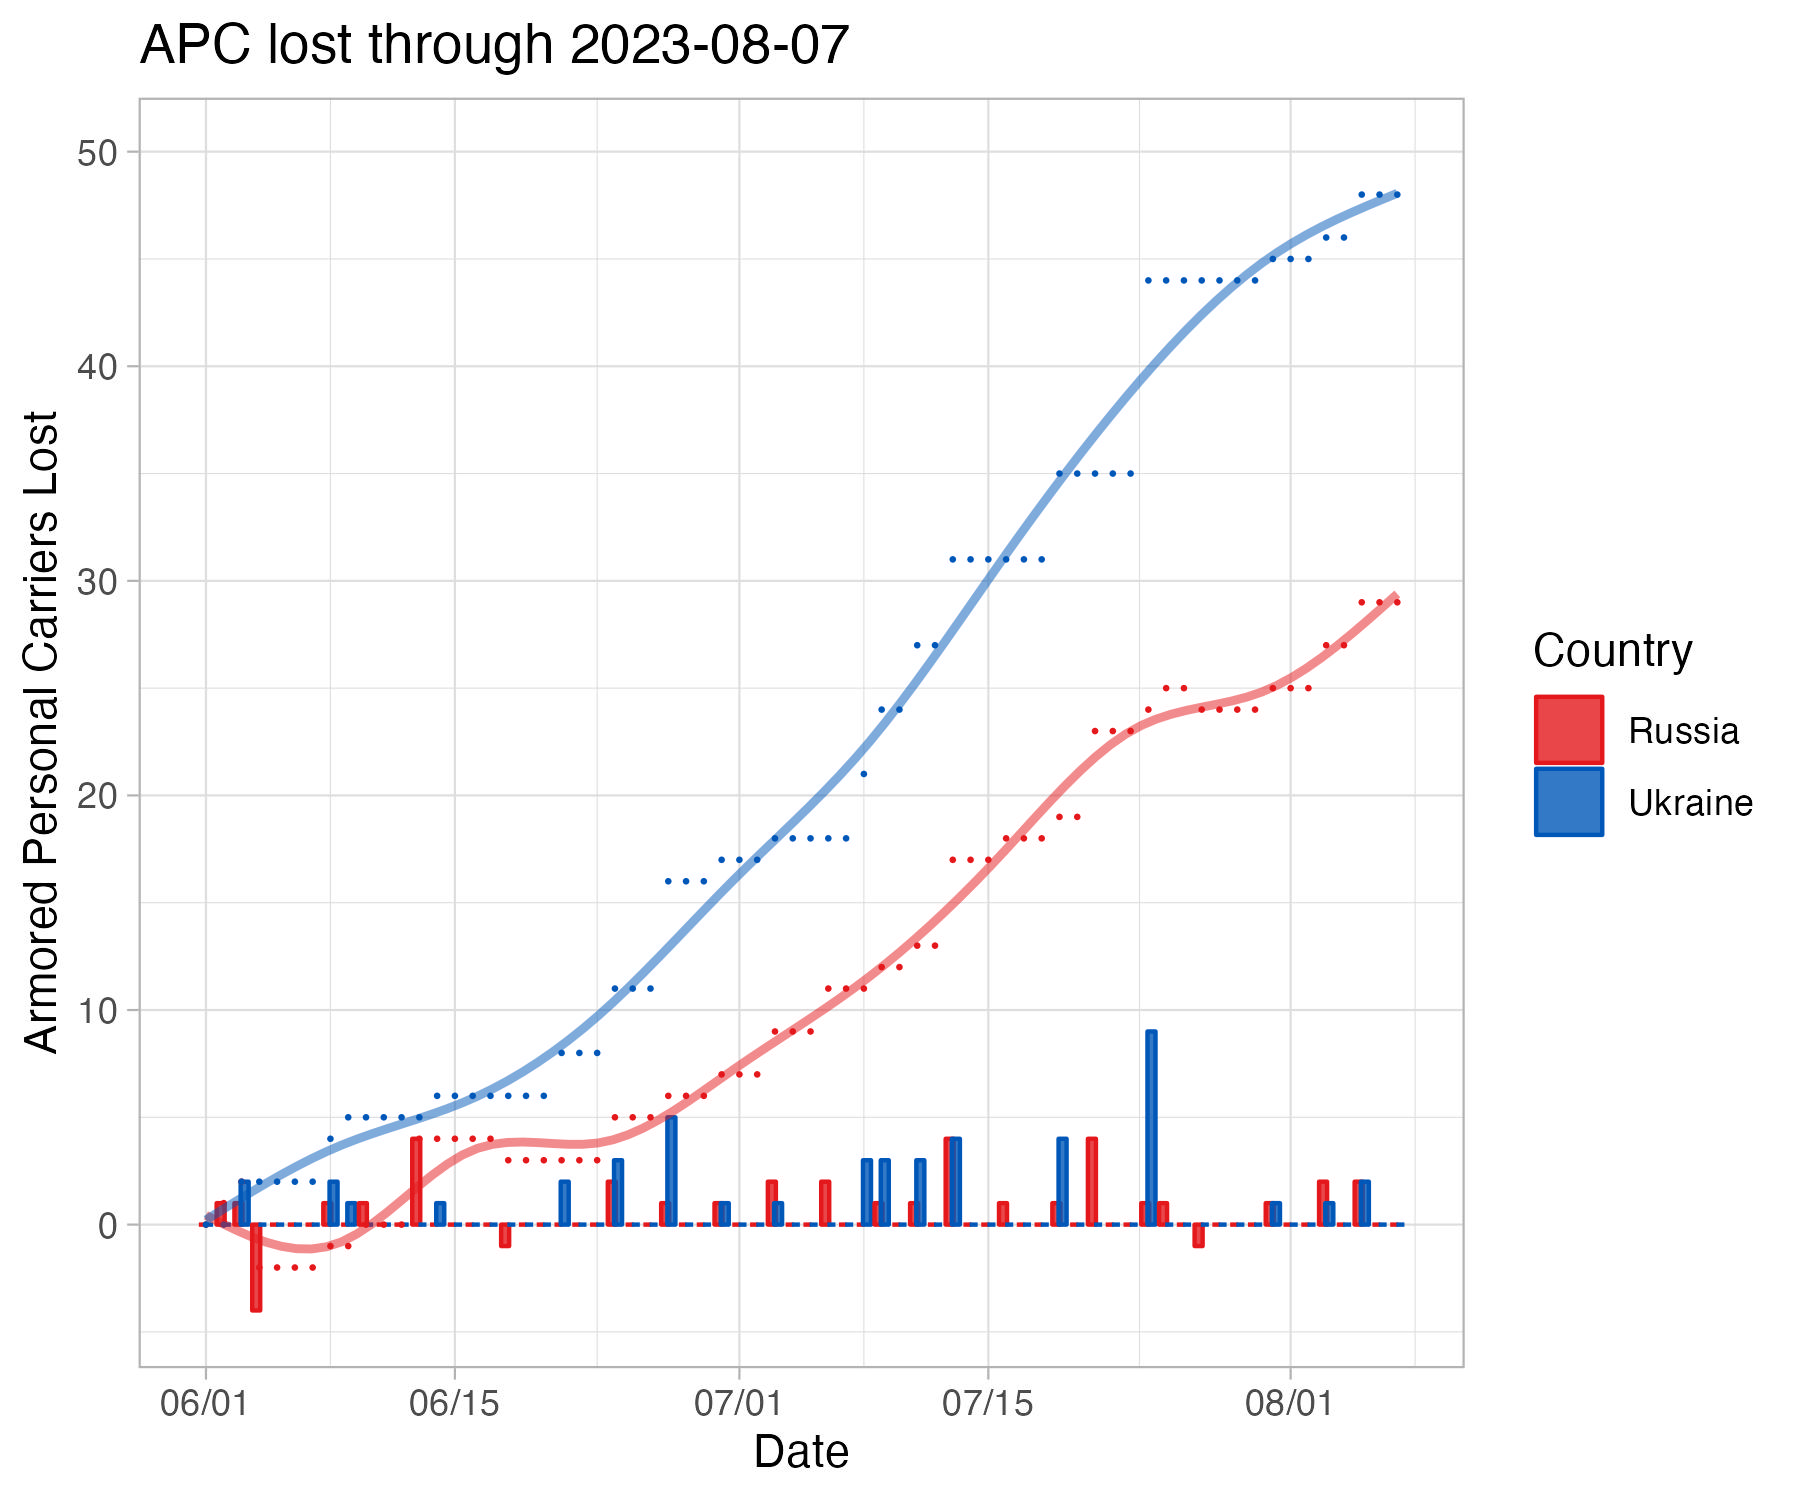 APC lost through 2023-08-07
Armored Personal Carriers Lost
50
40
30
20
10
0
06/01
06/15
07/01
07/15
08/01
Date
Country
Russia
Ukraine